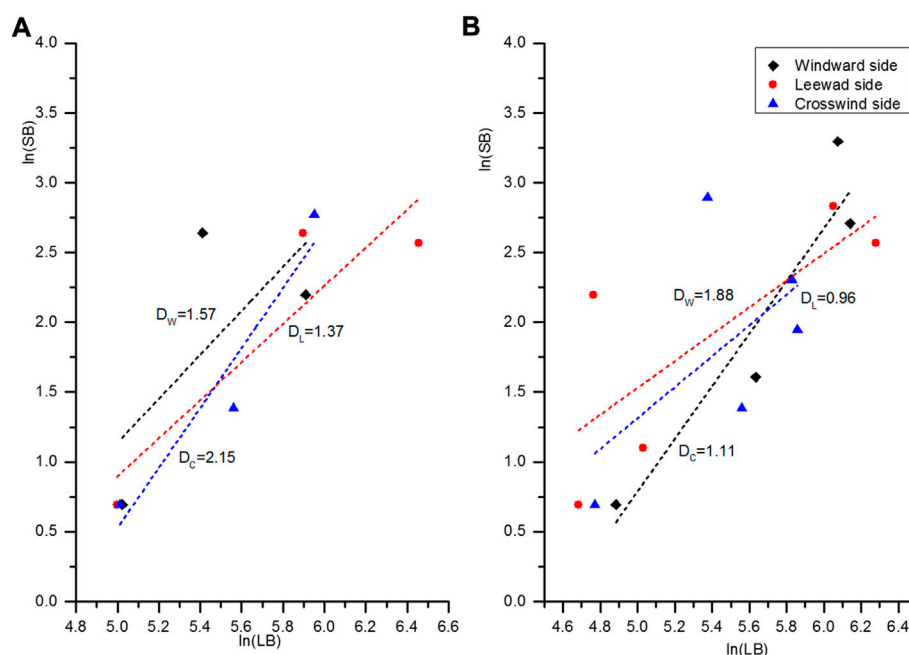 A
B
4.0
3.5
3.0
2.5
2.0
1.5
1.0
0.5
0.0
ln(SB)
D_W=1.57
D_L=1.37
D_C=2.15
4.8 5.0 5.2 5.4 5.6 5.8 6.0 6.2 6.4 6.6
ln(LB)
Windward side
Leewad side
Crosswind side
4.0
3.5
3.0
2.5
2.0
1.5
1.0
0.5
0.0
ln(SB)
D_W=1.88
D_L=0.96
D_C=1.11
4.6 4.8 5.0 5.2 5.4 5.6 5.8 6.0 6.2 6.4
ln(LB)